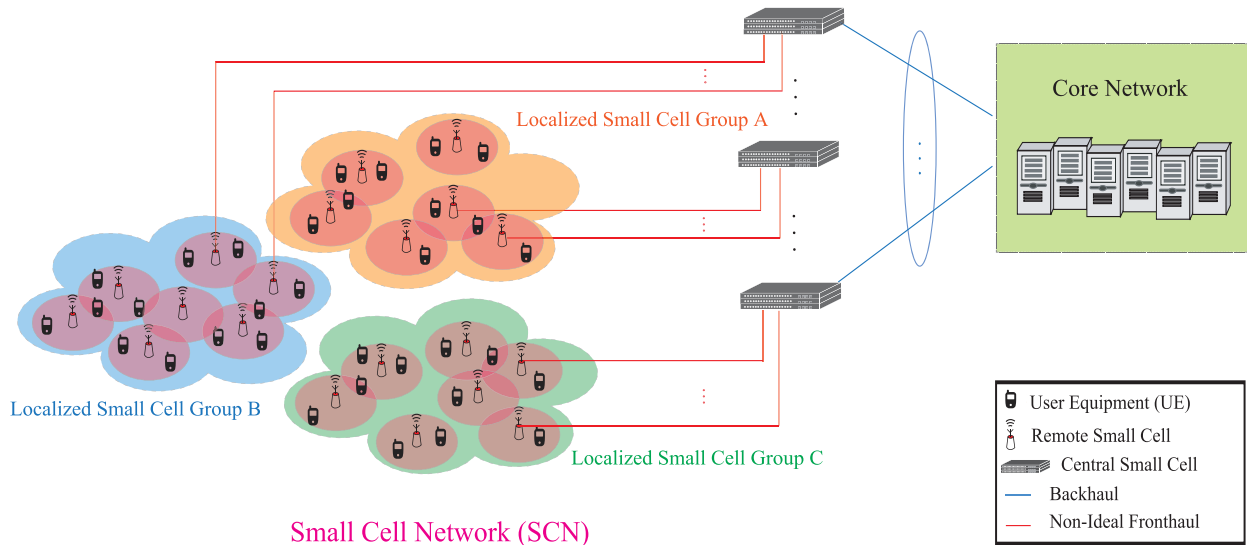 Core Network
Localized Small Cell Group A
Localized Small Cell Group B
Localized Small Cell Group C
User Equipment (UE)
Remote Small Cell
Central Small Cell
Backhaul
Non-Ideal Fronthaul
Small Cell Network (SCN)